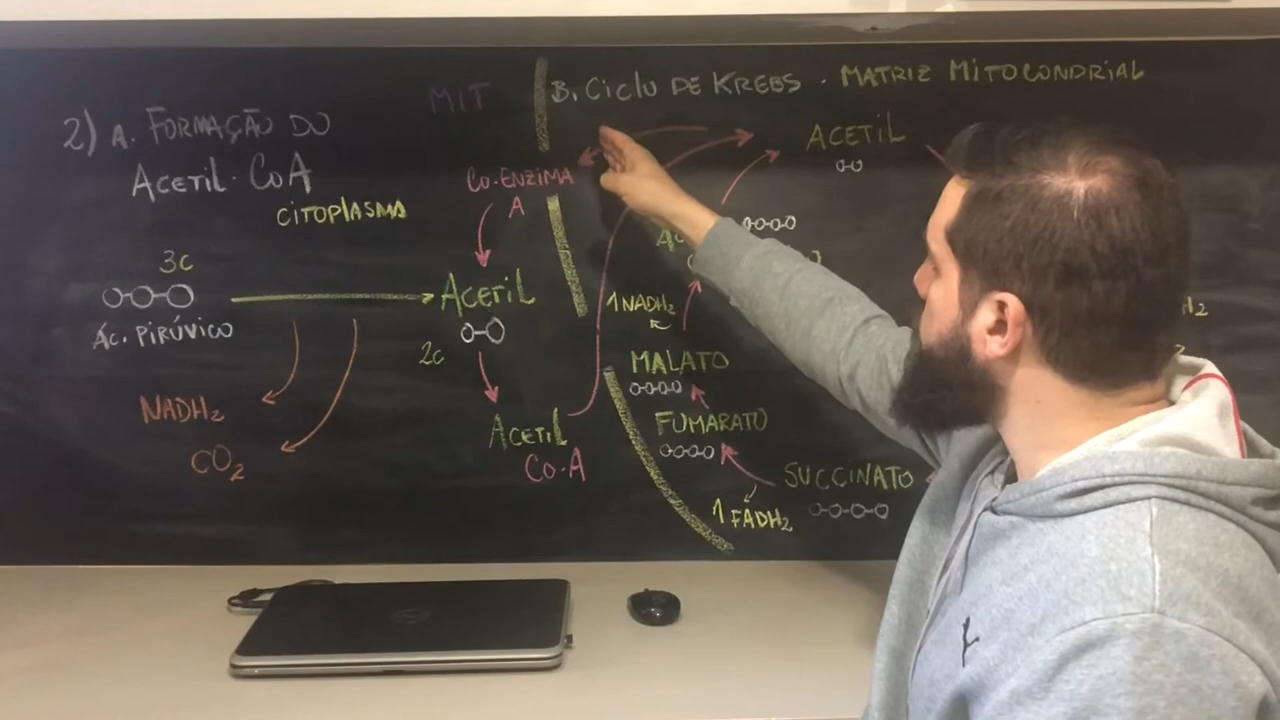 2) A. FORMAÇÃO DO
ACETIL-CoA
CITOPLASMA
3C
ÁC. PIRÚVICO
NADH₂
CO₂
MIT
CO-ENZIMA
A
ACETIL
2C
ACETIL
CO-A
B. CICLO DE KREBS. MATRIZ MITOCONDRIAL
ACETIL
1 NADH₂
MALATO
FUMARATO
SUCCINATO
1 FADH₂